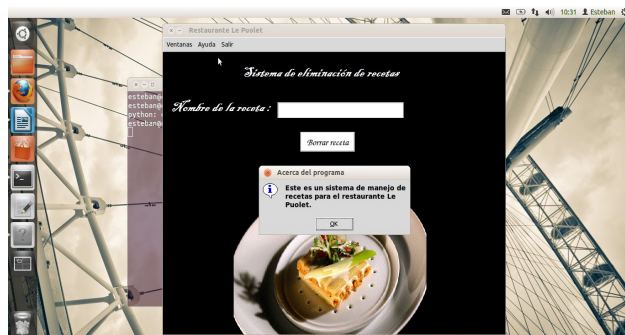 10:31 Esteban
Restaurante Le Puolet
Ventanas Ayuda Salir
Sistema de eliminación de recetas
esteban@
esteban@
python:
esteban@
Nombre de la receta :
Borrar receta
Acerca del programa
Este es un sistema de manejo de
recetas para el restaurante Le
Puolet.
OK